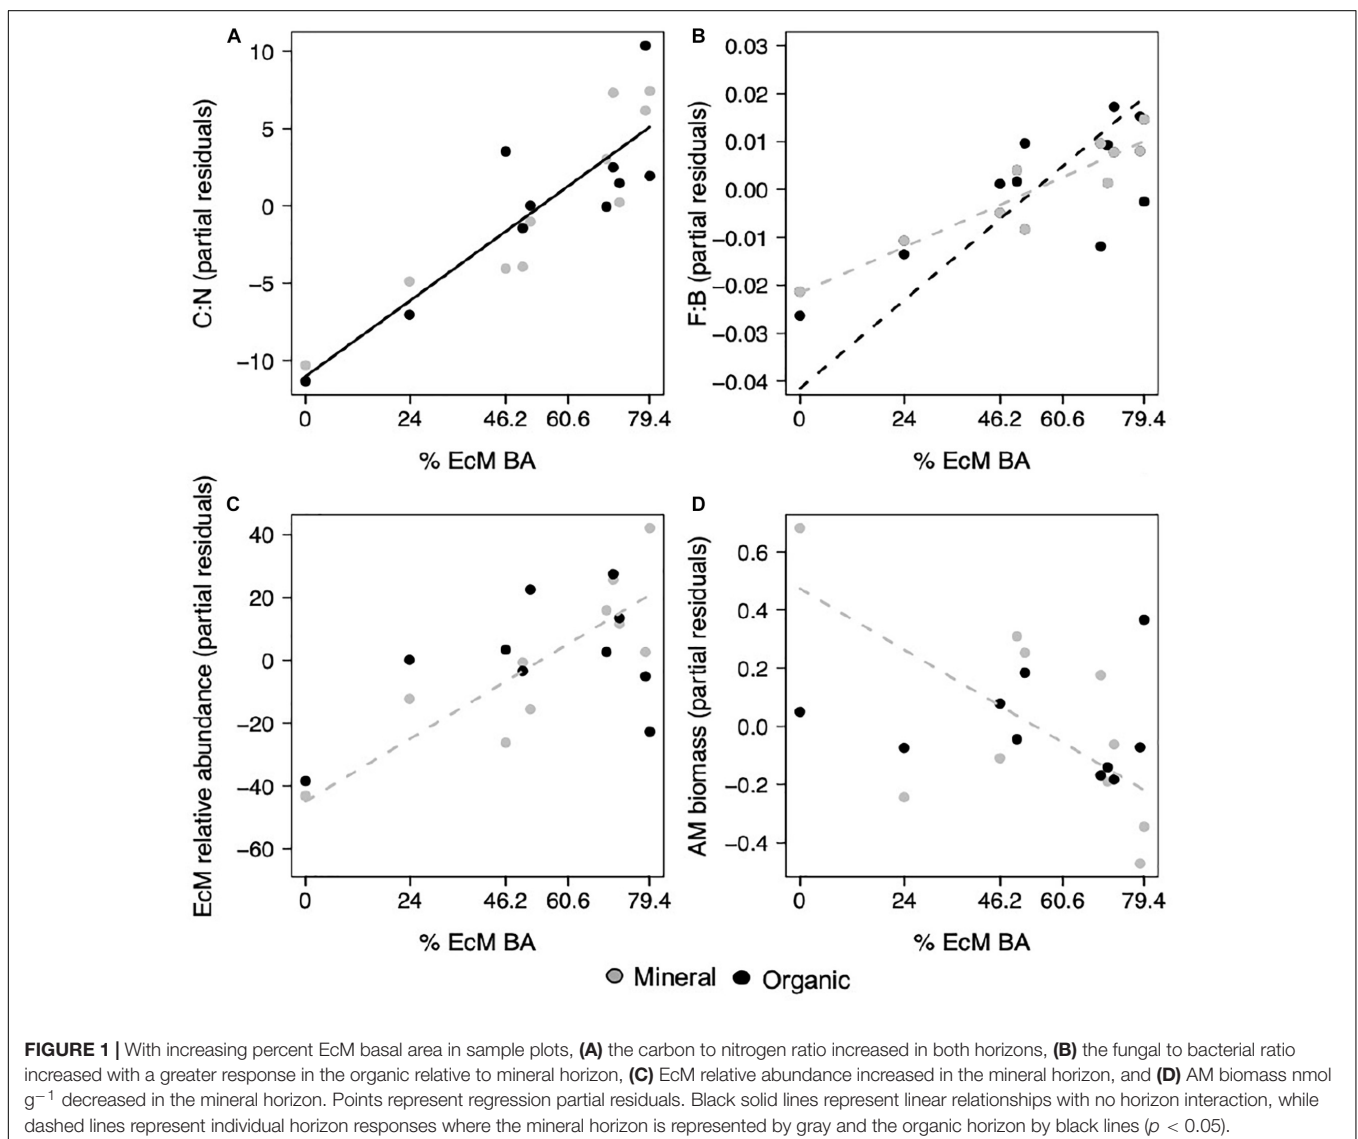 A
B
10
5
0
−5
−10
C:N (partial residuals)
0 24 46.2 60.6 79.4
% EcM BA
0.03
0.02
0.01
0.00
−0.01
−0.02
−0.03
−0.04
F:B (partial residuals)
0 24 46.2 60.6 79.4
% EcM BA
C
D
40
20
0
−20
−40
−60
EcM relative abundance (partial residuals)
0 24 46.2 60.6 79.4
% EcM BA
0.6
0.4
0.2
0.0
−0.2
−0.4
AM biomass (partial residuals)
0 24 46.2 60.6 79.4
% EcM BA
Mineral Organic
FIGURE 1 | With increasing percent EcM basal area in sample plots, (A) the carbon to nitrogen ratio increased in both horizons, (B) the fungal to bacterial ratio
increased with a greater response in the organic relative to mineral horizon, (C) EcM relative abundance increased in the mineral horizon, and (D) AM biomass nmol
g−1 decreased in the mineral horizon. Points represent regression partial residuals. Black solid lines represent linear relationships with no horizon interaction, while
dashed lines represent individual horizon responses where the mineral horizon is represented by gray and the organic horizon by black lines (p < 0.05).